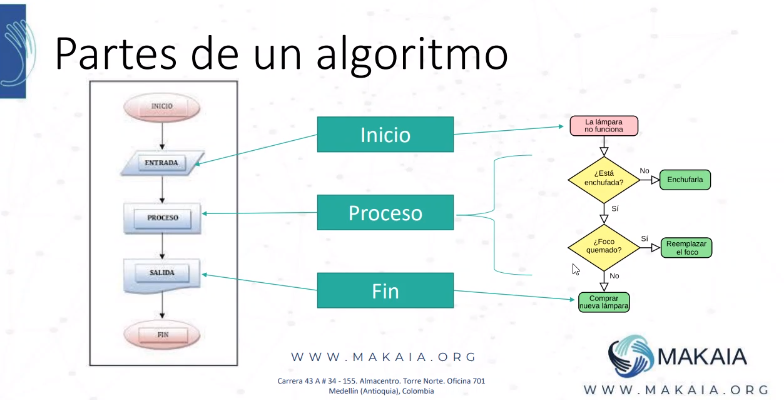 Partes de un algoritmo
INICIO
ENTRADA
PROCESO
SALIDA
FIN
Inicio
Proceso
Fin
La lámpara
no funciona
¿Está
enchufada?
No
Enchufarla
Sí
¿Foco
quemado?
Sí
Reemplazar
el foco
No
Comprar
nueva lámpara
WWW.MAKAIA.ORG
Carrera 43 A # 34 - 155. Almacentro. Torre Norte. Oficina 701
Medellín (Antioquia), Colombia
MAKAIA
WWW.MAKAIA.ORG